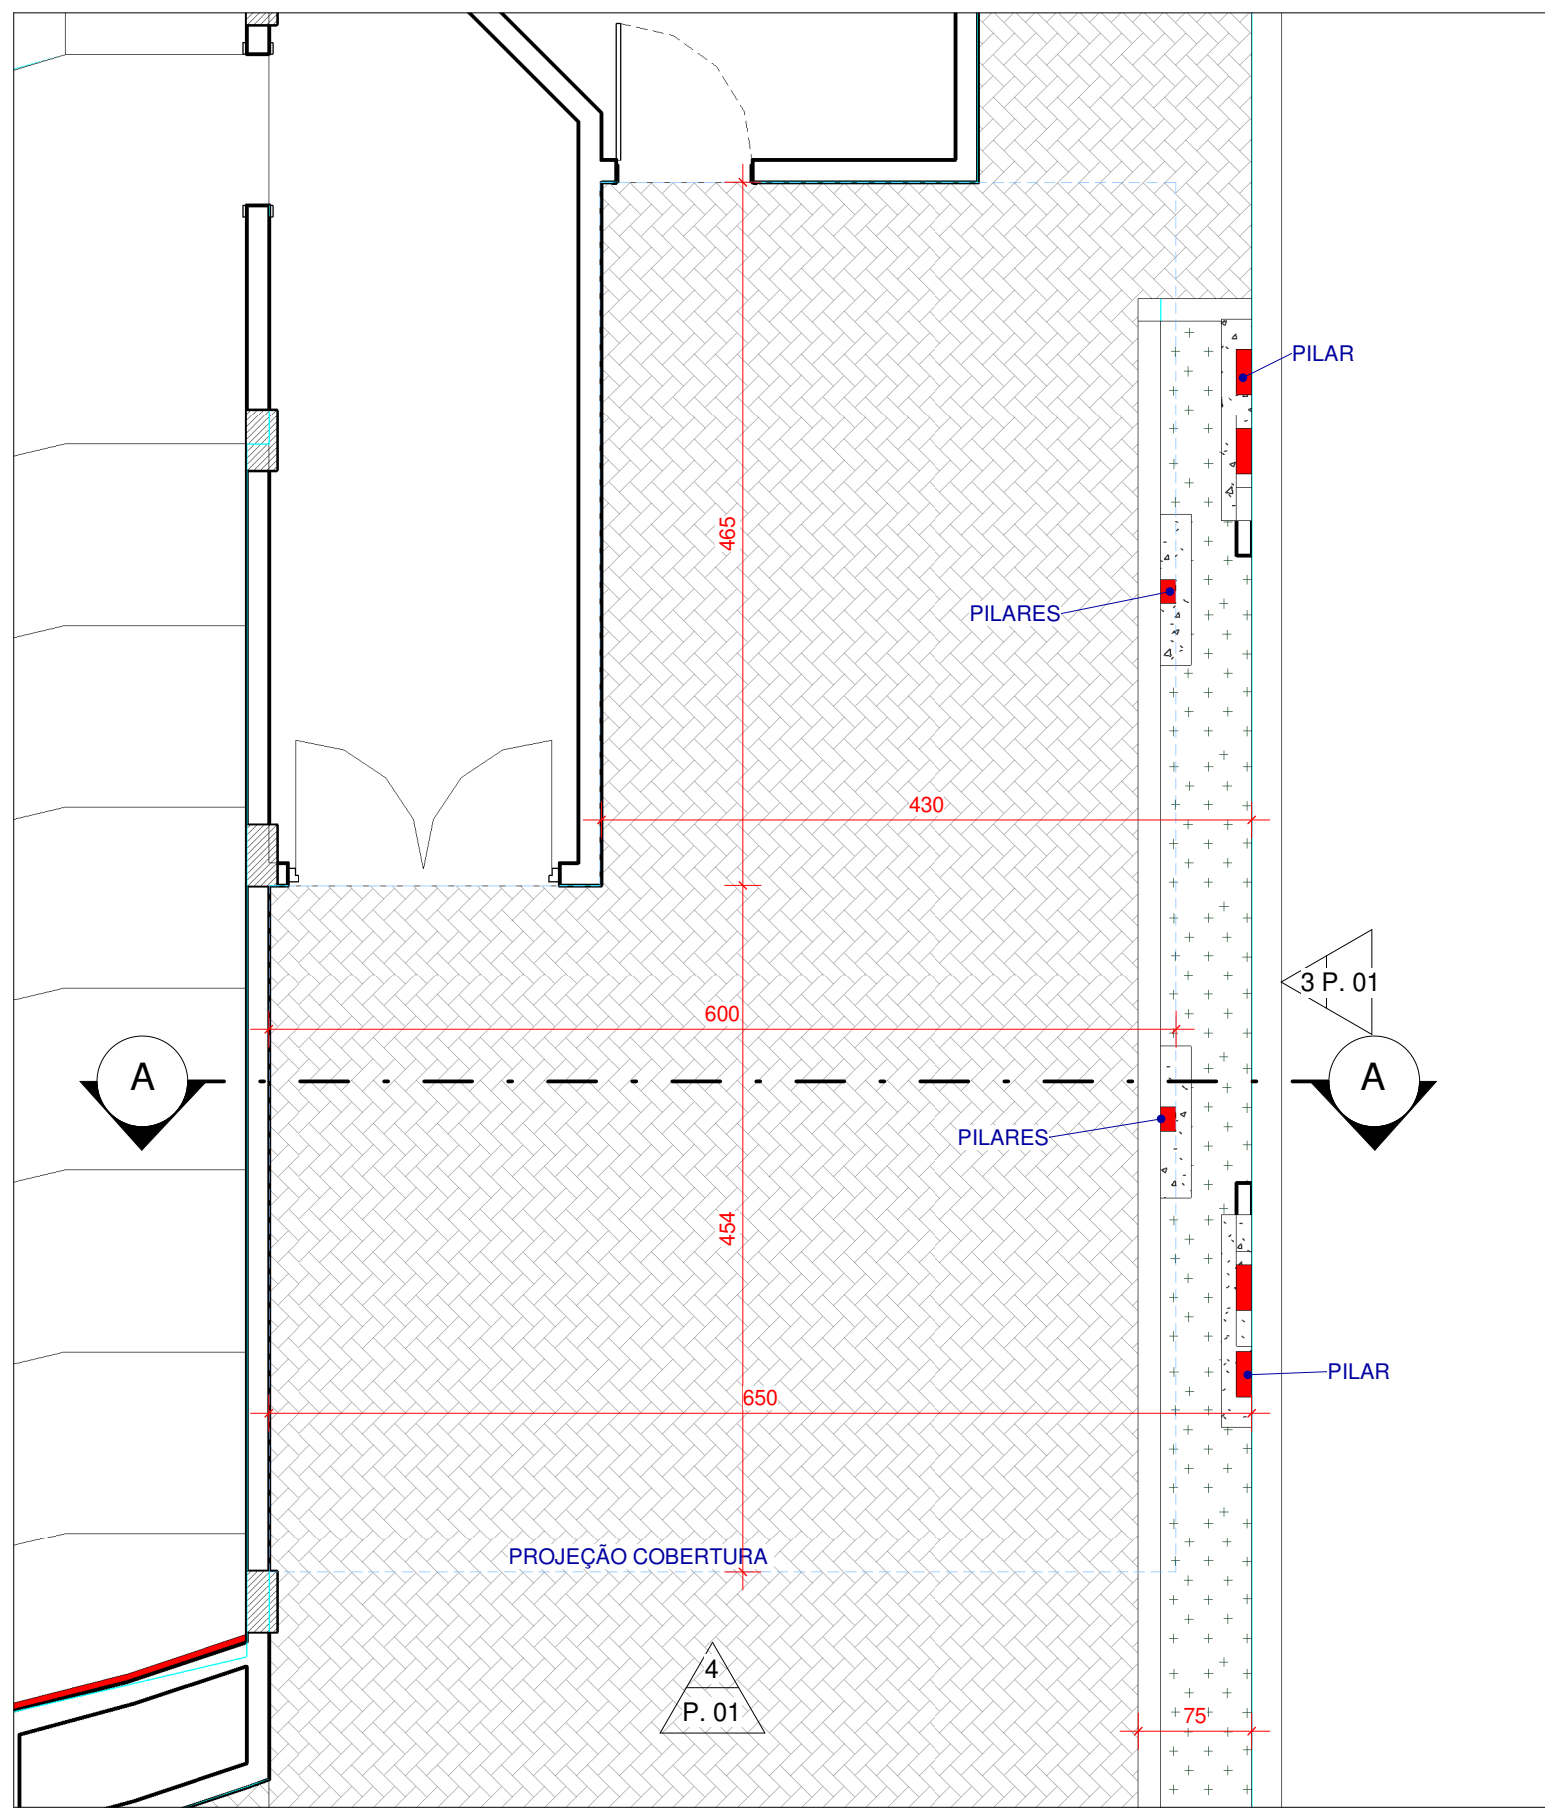 PILAR
465
PILARES
430
3 P. 01
600
A
A
PILARES
454
PILAR
650
PROJEÇÃO COBERTURA
4
P. 01
75